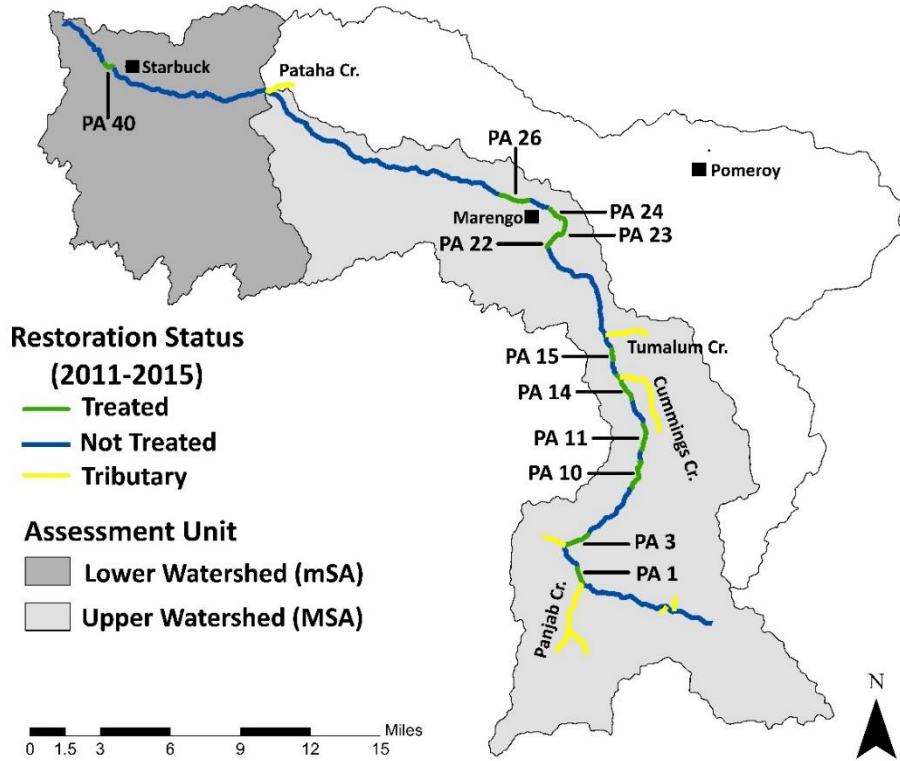 Starbuck
Pataha Cr.
PA 40
PA 26
Pomeroy
Marengo
PA 24
PA 23
PA 22
Restoration Status
(2011-2015)
Treated
Not Treated
Tributary
Tumalum Cr.
PA 15
PA 14
Cummings Cr.
PA 11
PA 10
Assessment Unit
Lower Watershed (mSA)
Upper Watershed (MSA)
PA 3
PA 1
Panjab Cr.
N
Miles
0 1.5 3 6 9 12 15